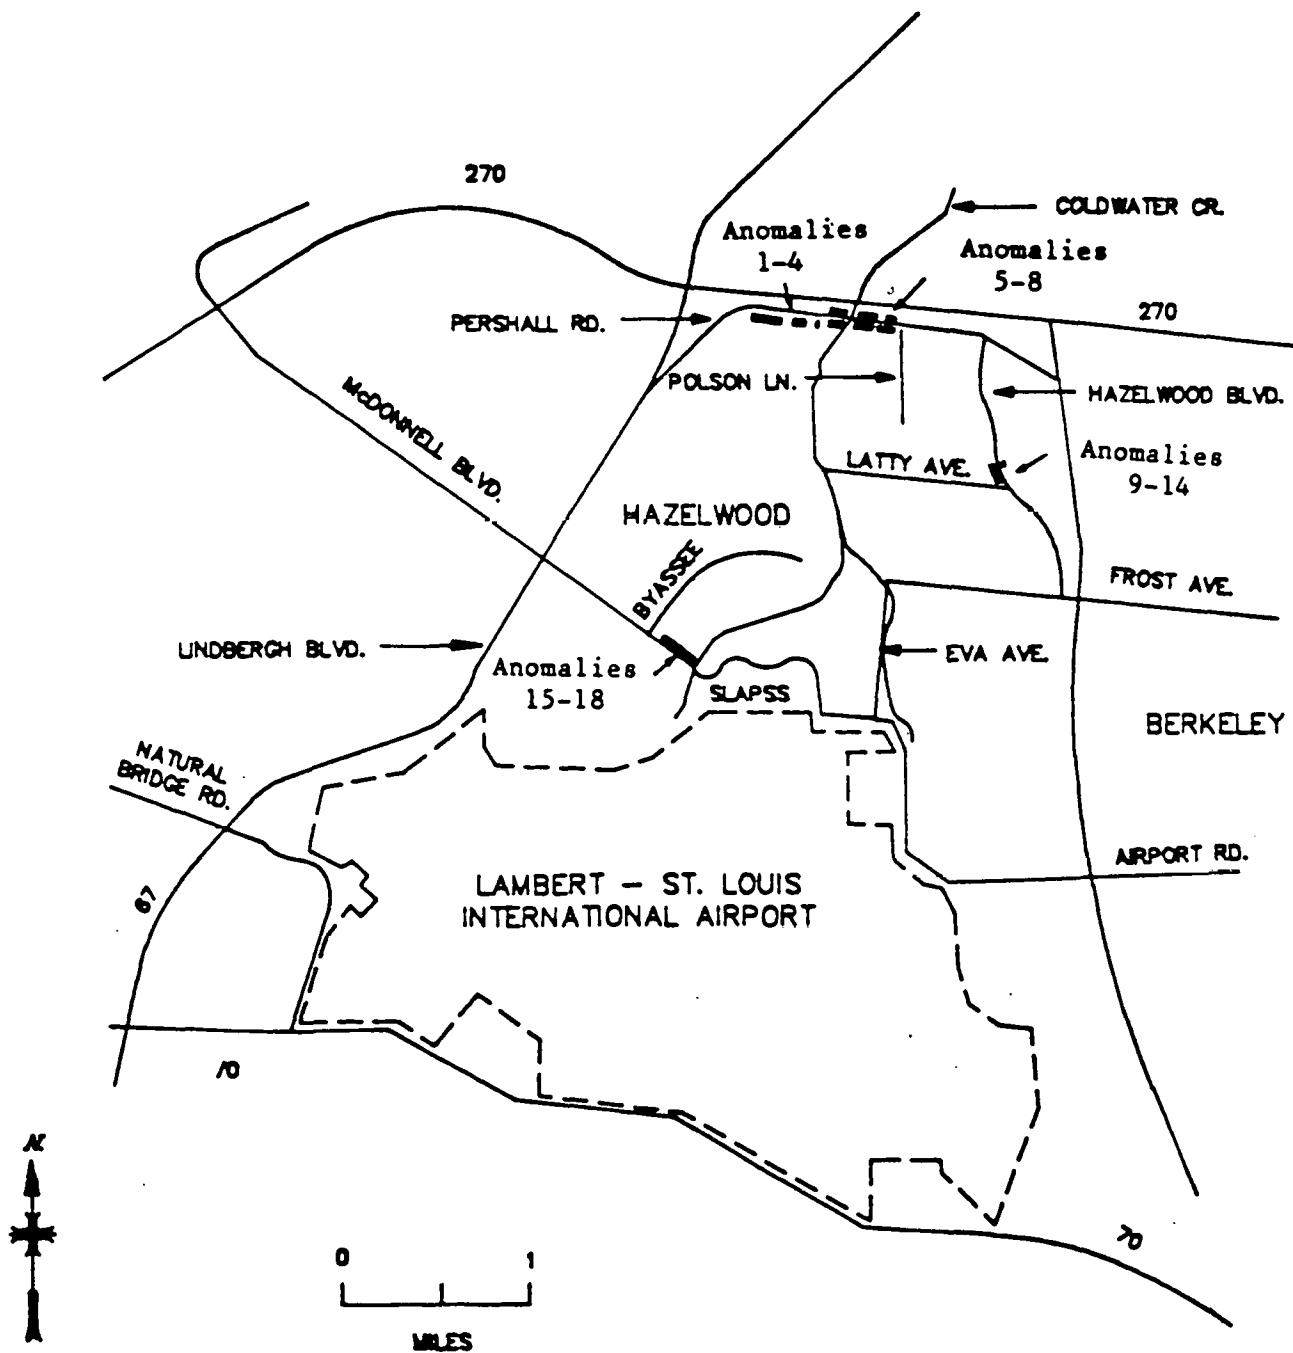 270
COLDWATER CR.
Anomalies
1-4
Anomalies
5-8
270
PERSHALL RD.
POLSON LN.
HAZELWOOD BLVD.
McDONNELL BLVD.
LATTY AVE.
Anomalies
9-14
HAZELWOOD
BYASSEE
FROST AVE.
LINDBERGH BLVD.
EVA AVE.
Anomalies
15-18
SLAPSS
BERKELEY
NATURAL
BRIDGE RD.
AIRPORT RD.
67
LAMBERT - ST. LOUIS
INTERNATIONAL AIRPORT
70
N
70
0 1
MILES